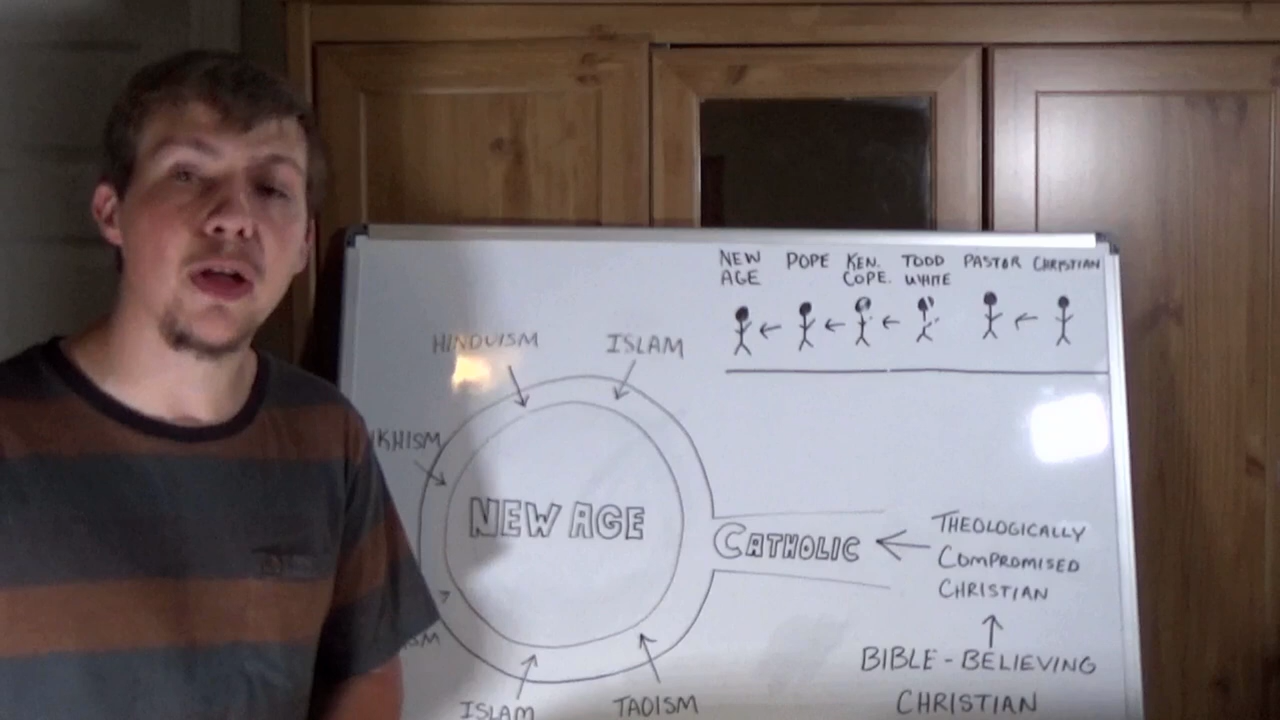 NEW AGE
POPE
KEN. COPE.
TODD WHITE
PASTOR
CHRISTIAN
HINDUISM
ISLAM
IKHISM
NEW AGE
CATHOLIC
THEOLOGICALLY
COMPROMISED
CHRISTIAN
BIBLE-BELIEVING
CHRISTIAN
ISLAM
TAOISM